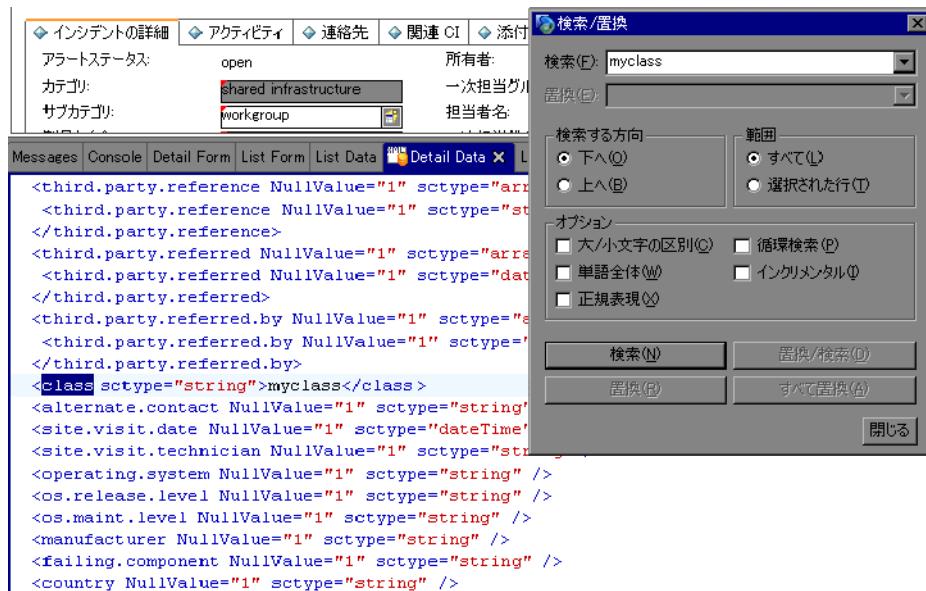 インシデントの詳細 アクティビティ 連絡先 関連 CI 添付
アラートステータス: open 所有者:
カテゴリ: shared infrastructure 一次担当グル
サブカテゴリ: workgroup 担当者名:
Messages Console Detail Form List Form List Data Detail Data L
<third.party.reference NullValue="1" sctype="arr
<third.party.reference NullValue="1" sctype="st
</third.party.reference>
<third.party.referred NullValue="1" sctype="arra
<third.party.referred NullValue="1" sctype="dat
</third.party.referred>
<third.party.referred.by NullValue="1" sctype="a
<third.party.referred.by NullValue="1" sctype="
</third.party.referred.by>
<class sctype="string">myclass</class>
<alternate.contact NullValue="1" sctype="string"
<site.visit.date NullValue="1" sctype="dateTime"
<site.visit.technician NullValue="1" sctype="str
<operating.system NullValue="1" sctype="string" />
<os.release.level NullValue="1" sctype="string" />
<os.maint.level NullValue="1" sctype="string" />
<manufacturer NullValue="1" sctype="string" />
<failing.component NullValue="1" sctype="string" />
<country NullValue="1" sctype="string" />
検索/置換
検索(F): myclass
置換(E):
検索する方向 範囲
下へ(O) すべて(L)
上へ(B) 選択された行(T)
オプション
大/小文字の区別(C) 循環検索(P)
単語全体(W) インクリメンタル(I)
正規表現(X)
検索(N) 置換/検索(D)
置換(R) すべて置換(A)
閉じる